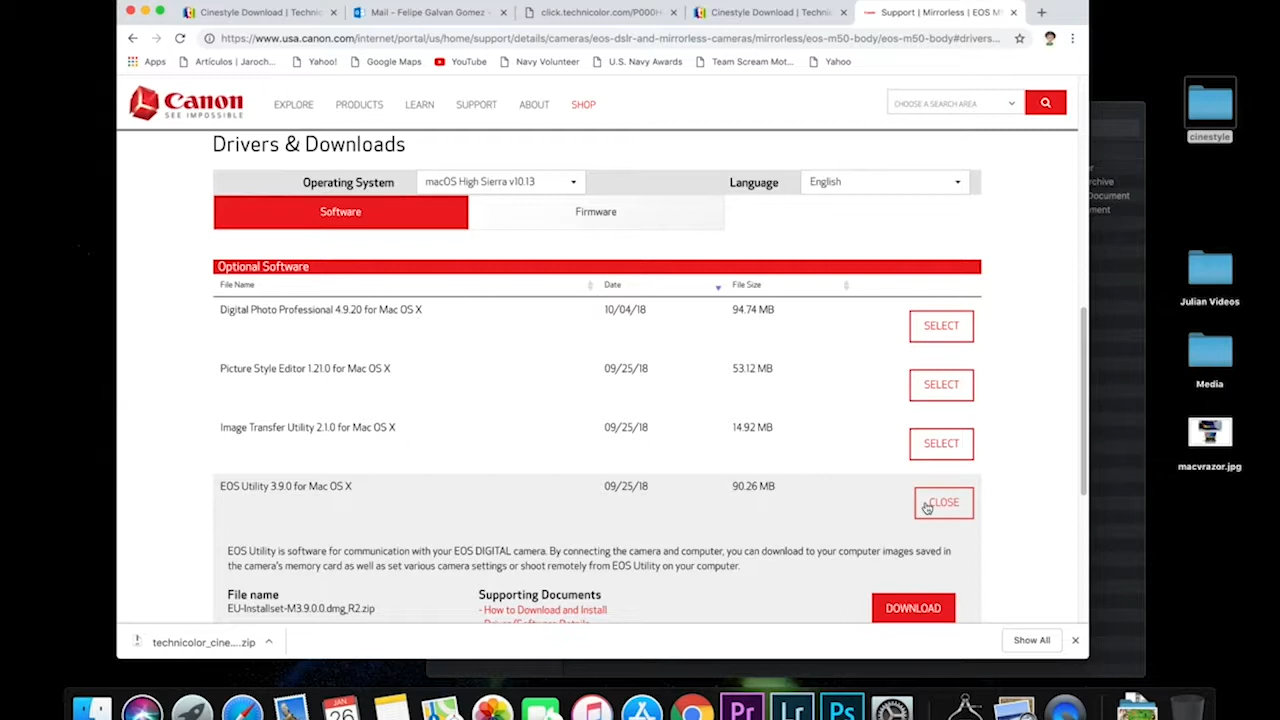 Cinestyle Download | Technic
Mail - Felipe Galvan Gomez -
click.technicolor.com/P000H
Cinestyle Download | Technic
Support | Mirrorless | EOS M
https://www.usa.canon.com/internet/portal/us/home/support/details/cameras/eos-dslr-and-mirrorless-cameras/mirrorless/eos-m50-body/eos-m50-body#drivers...
Apps Artículos | Jaroch... Yahoo! Google Maps YouTube Navy Volunteer U.S. Navy Awards Team Scream Mot... Yahoo
Canon
SEE IMPOSSIBLE
EXPLORE PRODUCTS LEARN SUPPORT ABOUT SHOP
CHOOSE A SEARCH AREA
Drivers & Downloads
Operating System macOS High Sierra v10.13 Language English
Software Firmware
Optional Software
File Name Date File Size
Digital Photo Professional 4.9.20 for Mac OS X 10/04/18 94.74 MB
SELECT
Picture Style Editor 1.21.0 for Mac OS X 09/25/18 53.12 MB
SELECT
Image Transfer Utility 2.1.0 for Mac OS X 09/25/18 14.92 MB
SELECT
EOS Utility 3.9.0 for Mac OS X 09/25/18 90.26 MB
CLOSE
EOS Utility is software for communication with your EOS DIGITAL camera. By connecting the camera and computer, you can download to your computer images saved in
the camera's memory card as well as set various camera settings or shoot remotely from EOS Utility on your computer.
File name Supporting Documents
EU-Installset-M3.9.0.0.dmg_R2.zip - How to Download and Install
DOWNLOAD
- Driver/Software Details
technicolor_cine....zip
Show All
cinestyle
Julian Videos
Media
macvrazor.jpg
JAN
26
Pr
Lr
Ps